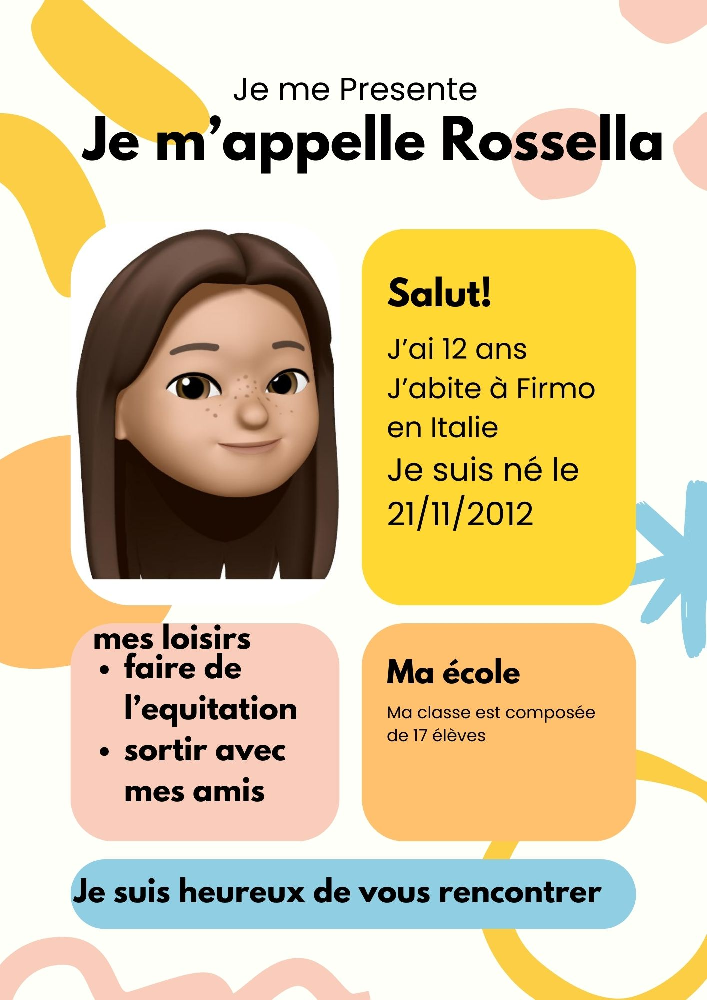 Je me Presente
Je m’appelle Rossella
Salut!
J’ai 12 ans
J’abite à Firmo
en Italie
Je suis né le
21/11/2012
mes loisirs
• faire de
l’equitation
• sortir avec
mes amis
Ma école
Ma classe est composée
de 17 élèves
Je suis heureux de vous rencontrer